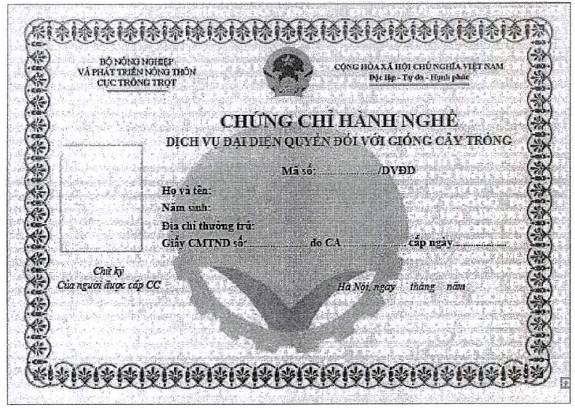 BỘ NÔNG NGHIỆP
VÀ PHÁT TRIỂN NÔNG THÔN
CỤC TRỒNG TRỌT
CỘNG HÒA XÃ HỘI CHỦ NGHĨA VIỆT NAM
Độc lập - Tự do - Hạnh phúc
CHỨNG CHỈ HÀNH NGHỀ
DỊCH VỤ ĐẠI DIỆN QUYỀN ĐỐI VỚI GIỐNG CÂY TRỒNG
Mã số: ..................../DVĐD
Họ và tên:
Năm sinh:
Địa chỉ thường trú:
Giấy CMTND số: .................... do CA .................... cấp ngày ....................
Chữ ký
Của người được cấp CC
Hà Nội, ngày tháng năm